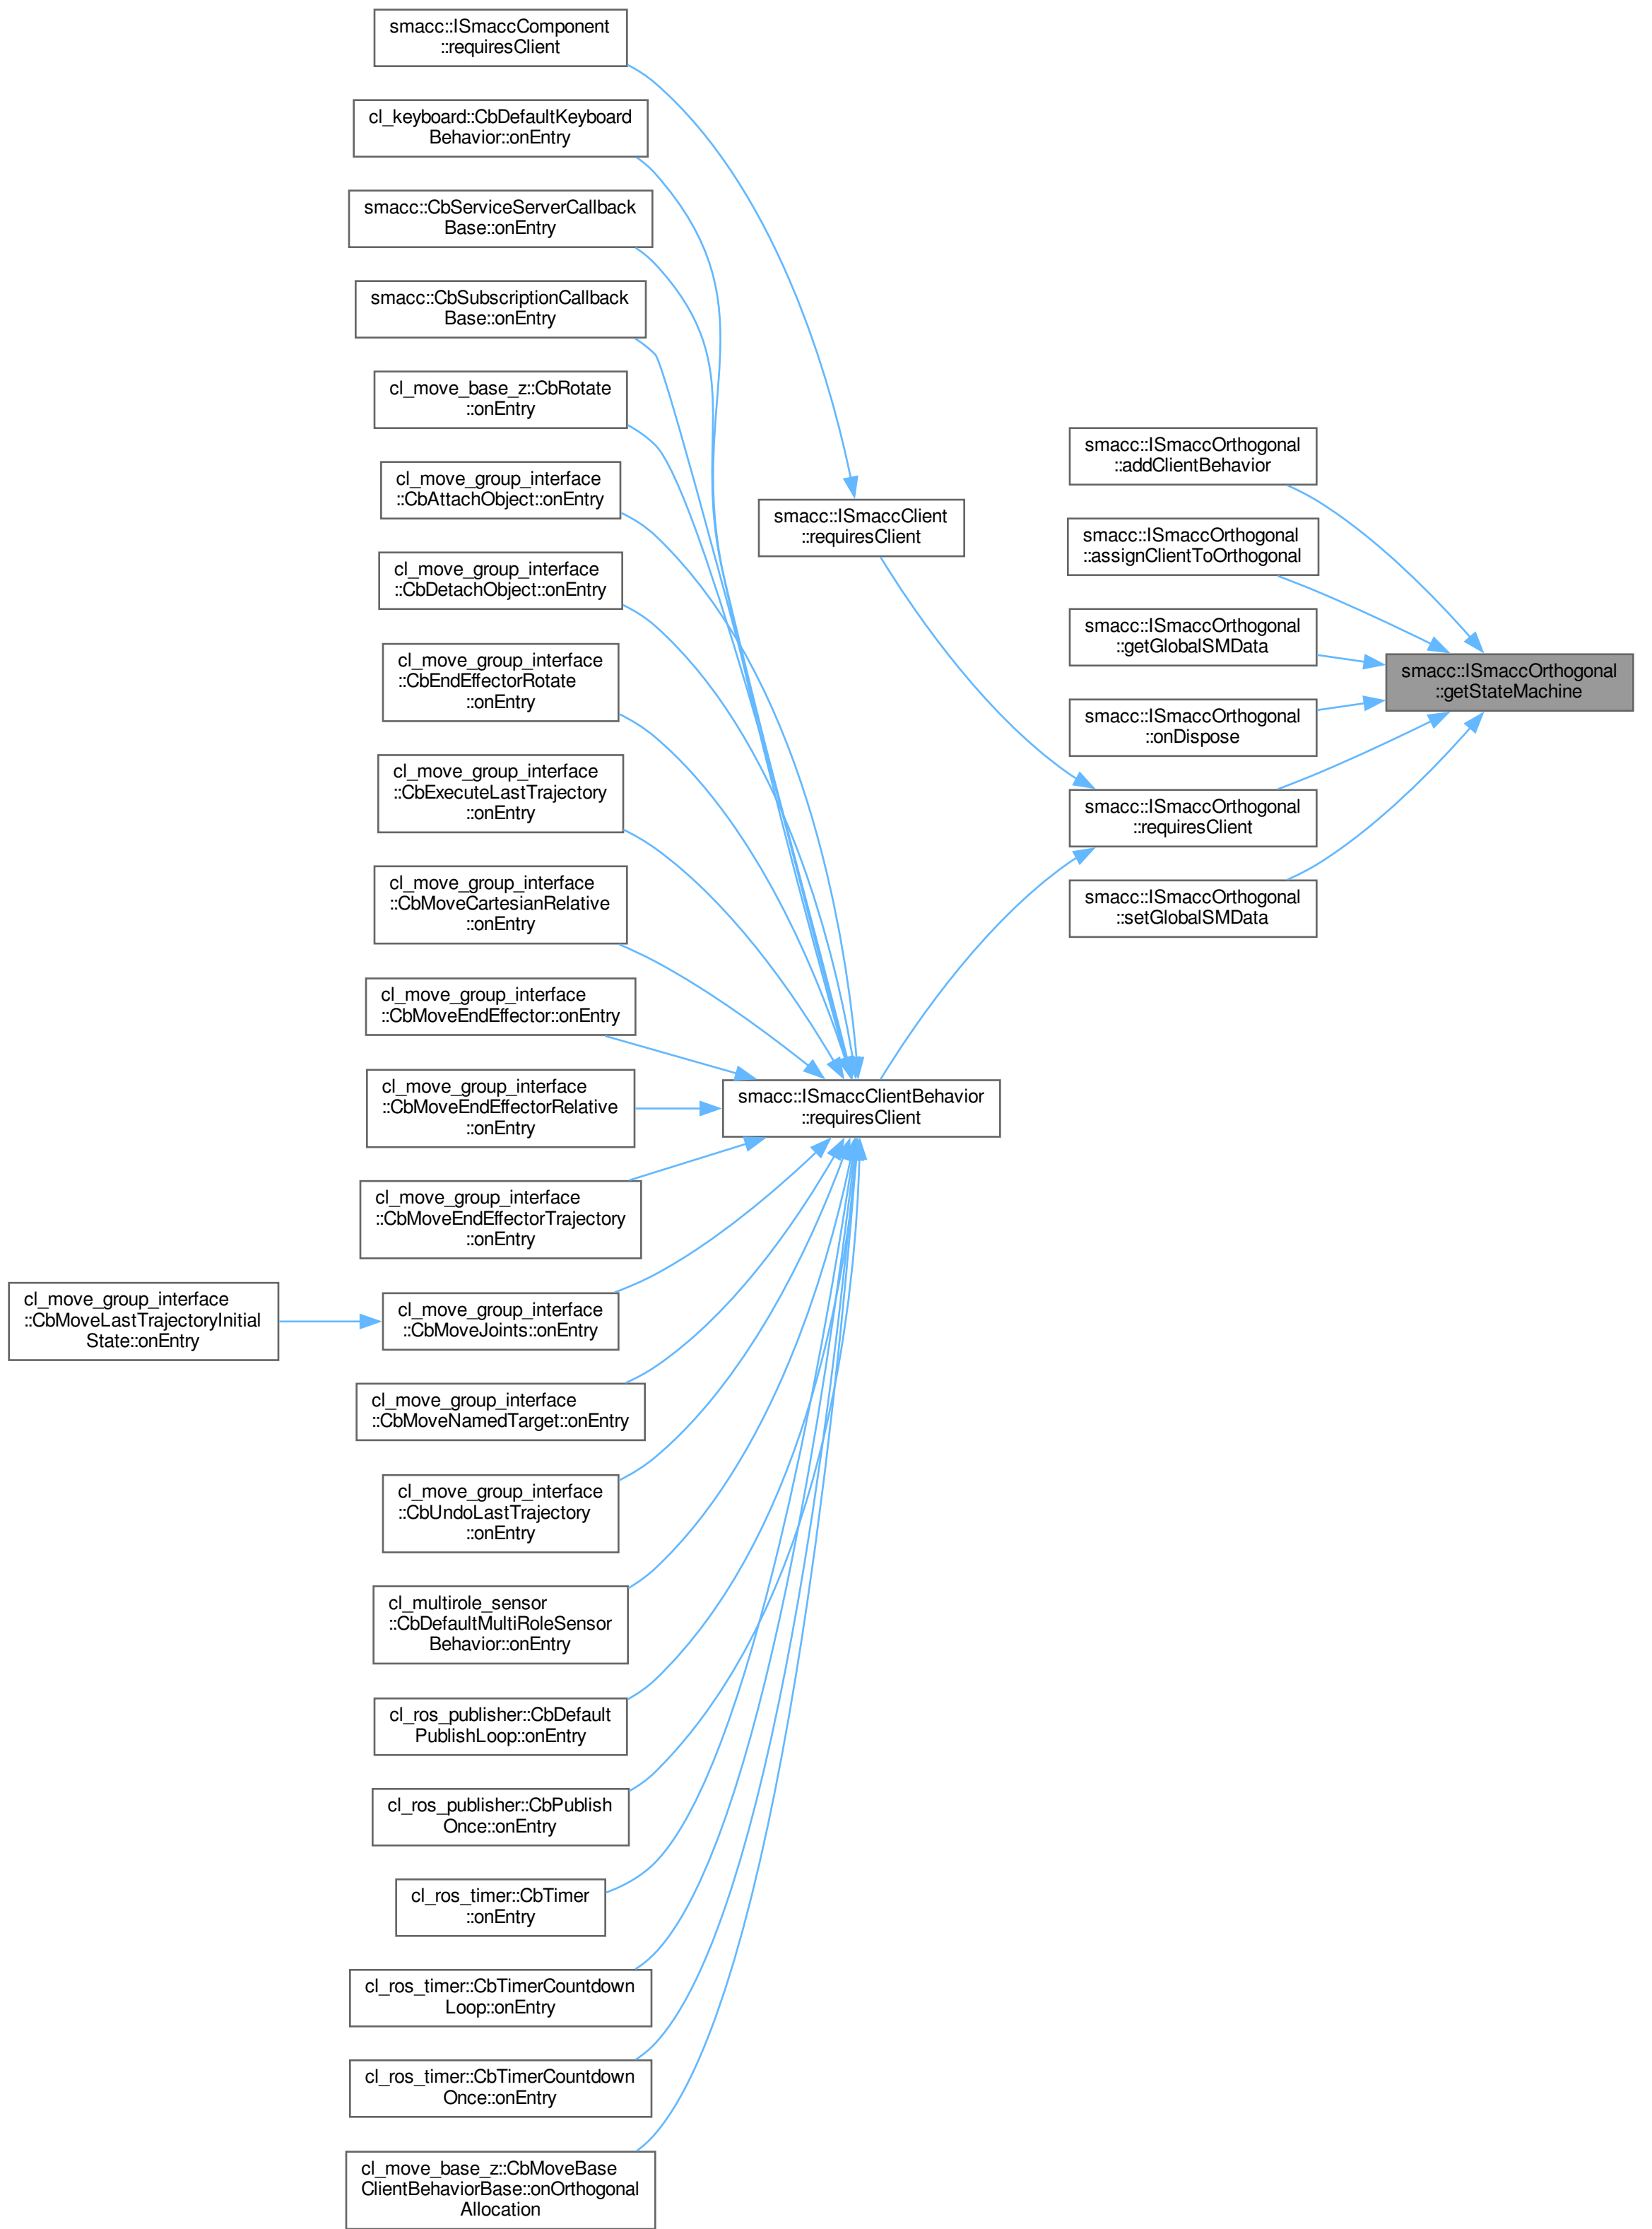 smacc::ISmaccComponent
::requiresClient
cl_keyboard::CbDefaultKeyboard
Behavior::onEntry
smacc::CbServiceServerCallback
Base::onEntry
smacc::CbSubscriptionCallback
Base::onEntry
cl_move_base_z::CbRotate
::onEntry
cl_move_group_interface
::CbAttachObject::onEntry
cl_move_group_interface
::CbDetachObject::onEntry
cl_move_group_interface
::CbEndEffectorRotate
::onEntry
cl_move_group_interface
::CbExecuteLastTrajectory
::onEntry
cl_move_group_interface
::CbMoveCartesianRelative
::onEntry
cl_move_group_interface
::CbMoveEndEffector::onEntry
cl_move_group_interface
::CbMoveEndEffectorRelative
::onEntry
cl_move_group_interface
::CbMoveEndEffectorTrajectory
::onEntry
cl_move_group_interface
::CbMoveLastTrajectoryInitial
State::onEntry
cl_move_group_interface
::CbMoveJoints::onEntry
cl_move_group_interface
::CbMoveNamedTarget::onEntry
cl_move_group_interface
::CbUndoLastTrajectory
::onEntry
cl_multirole_sensor
::CbDefaultMultiRoleSensor
Behavior::onEntry
cl_ros_publisher::CbDefault
PublishLoop::onEntry
cl_ros_publisher::CbPublish
Once::onEntry
cl_ros_timer::CbTimer
::onEntry
cl_ros_timer::CbTimerCountdown
Loop::onEntry
cl_ros_timer::CbTimerCountdown
Once::onEntry
cl_move_base_z::CbMoveBase
ClientBehaviorBase::onOrthogonal
Allocation
smacc::ISmaccClient
::requiresClient
smacc::ISmaccClientBehavior
::requiresClient
smacc::ISmaccOrthogonal
::addClientBehavior
smacc::ISmaccOrthogonal
::assignClientToOrthogonal
smacc::ISmaccOrthogonal
::getGlobalSMData
smacc::ISmaccOrthogonal
::onDispose
smacc::ISmaccOrthogonal
::requiresClient
smacc::ISmaccOrthogonal
::setGlobalSMData
smacc::ISmaccOrthogonal
::getStateMachine